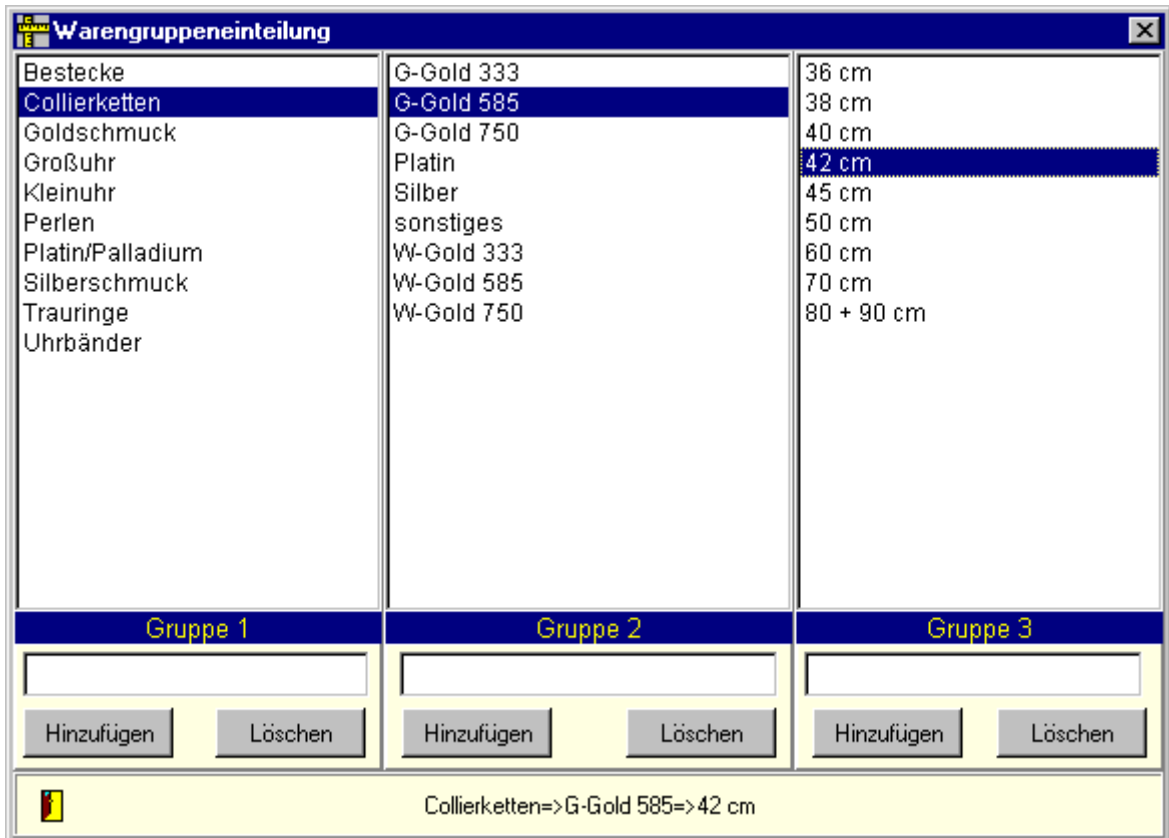 Warengruppeneinteilung
Bestecke
Collierketten
Goldschmuck
Großuhr
Kleinuhr
Perlen
Platin/Palladium
Silberschmuck
Trauringe
Uhrbänder
G-Gold 333
G-Gold 585
G-Gold 750
Platin
Silber
sonstiges
W-Gold 333
W-Gold 585
W-Gold 750
36 cm
38 cm
40 cm
42 cm
45 cm
50 cm
60 cm
70 cm
80 + 90 cm
Gruppe 1
Gruppe 2
Gruppe 3
Hinzufügen
Löschen
Hinzufügen
Löschen
Hinzufügen
Löschen
Collierketten=>G-Gold 585=>42 cm